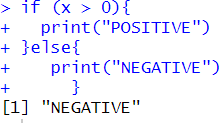 > if (x > 0){
+   print("POSITIVE")
+ }else{
+     print("NEGATIVE")
+       }
[1] "NEGATIVE"